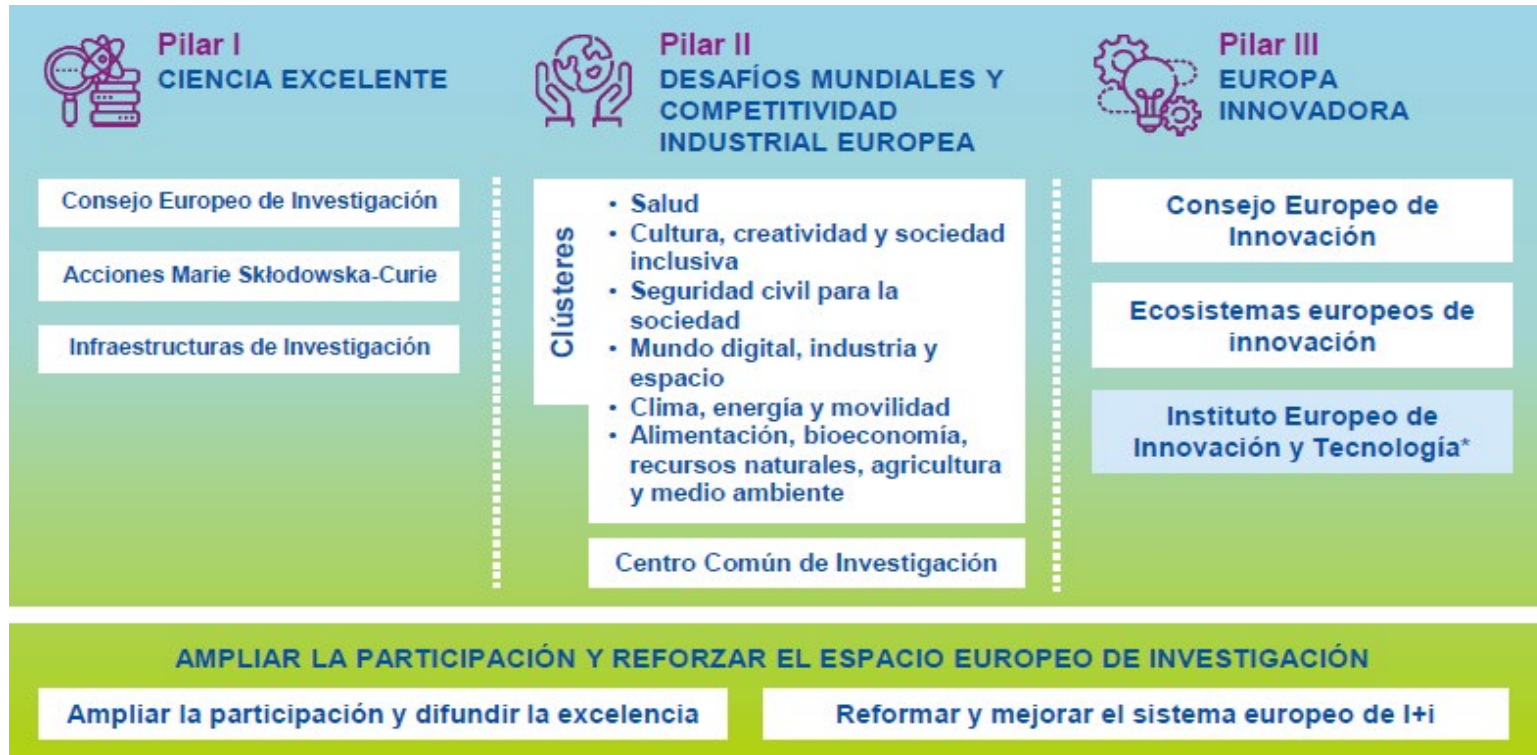 Pilar I
CIENCIA EXCELENTE
Consejo Europeo de Investigación
Acciones Marie Skłodowska-Curie
Infraestructuras de Investigación
Pilar II
DESAFÍOS MUNDIALES Y
COMPETITIVIDAD
INDUSTRIAL EUROPEA
Clústeres
• Salud
• Cultura, creatividad y sociedad
inclusiva
• Seguridad civil para la
sociedad
• Mundo digital, industria y
espacio
• Clima, energía y movilidad
• Alimentación, bioeconomía,
recursos naturales, agricultura
y medio ambiente
Centro Común de Investigación
Pilar III
EUROPA
INNOVADORA
Consejo Europeo de
Innovación
Ecosistemas europeos de
innovación
Instituto Europeo de
Innovación y Tecnología*
AMPLIAR LA PARTICIPACIÓN Y REFORZAR EL ESPACIO EUROPEO DE INVESTIGACIÓN
Ampliar la participación y difundir la excelencia
Reformar y mejorar el sistema europeo de I+i